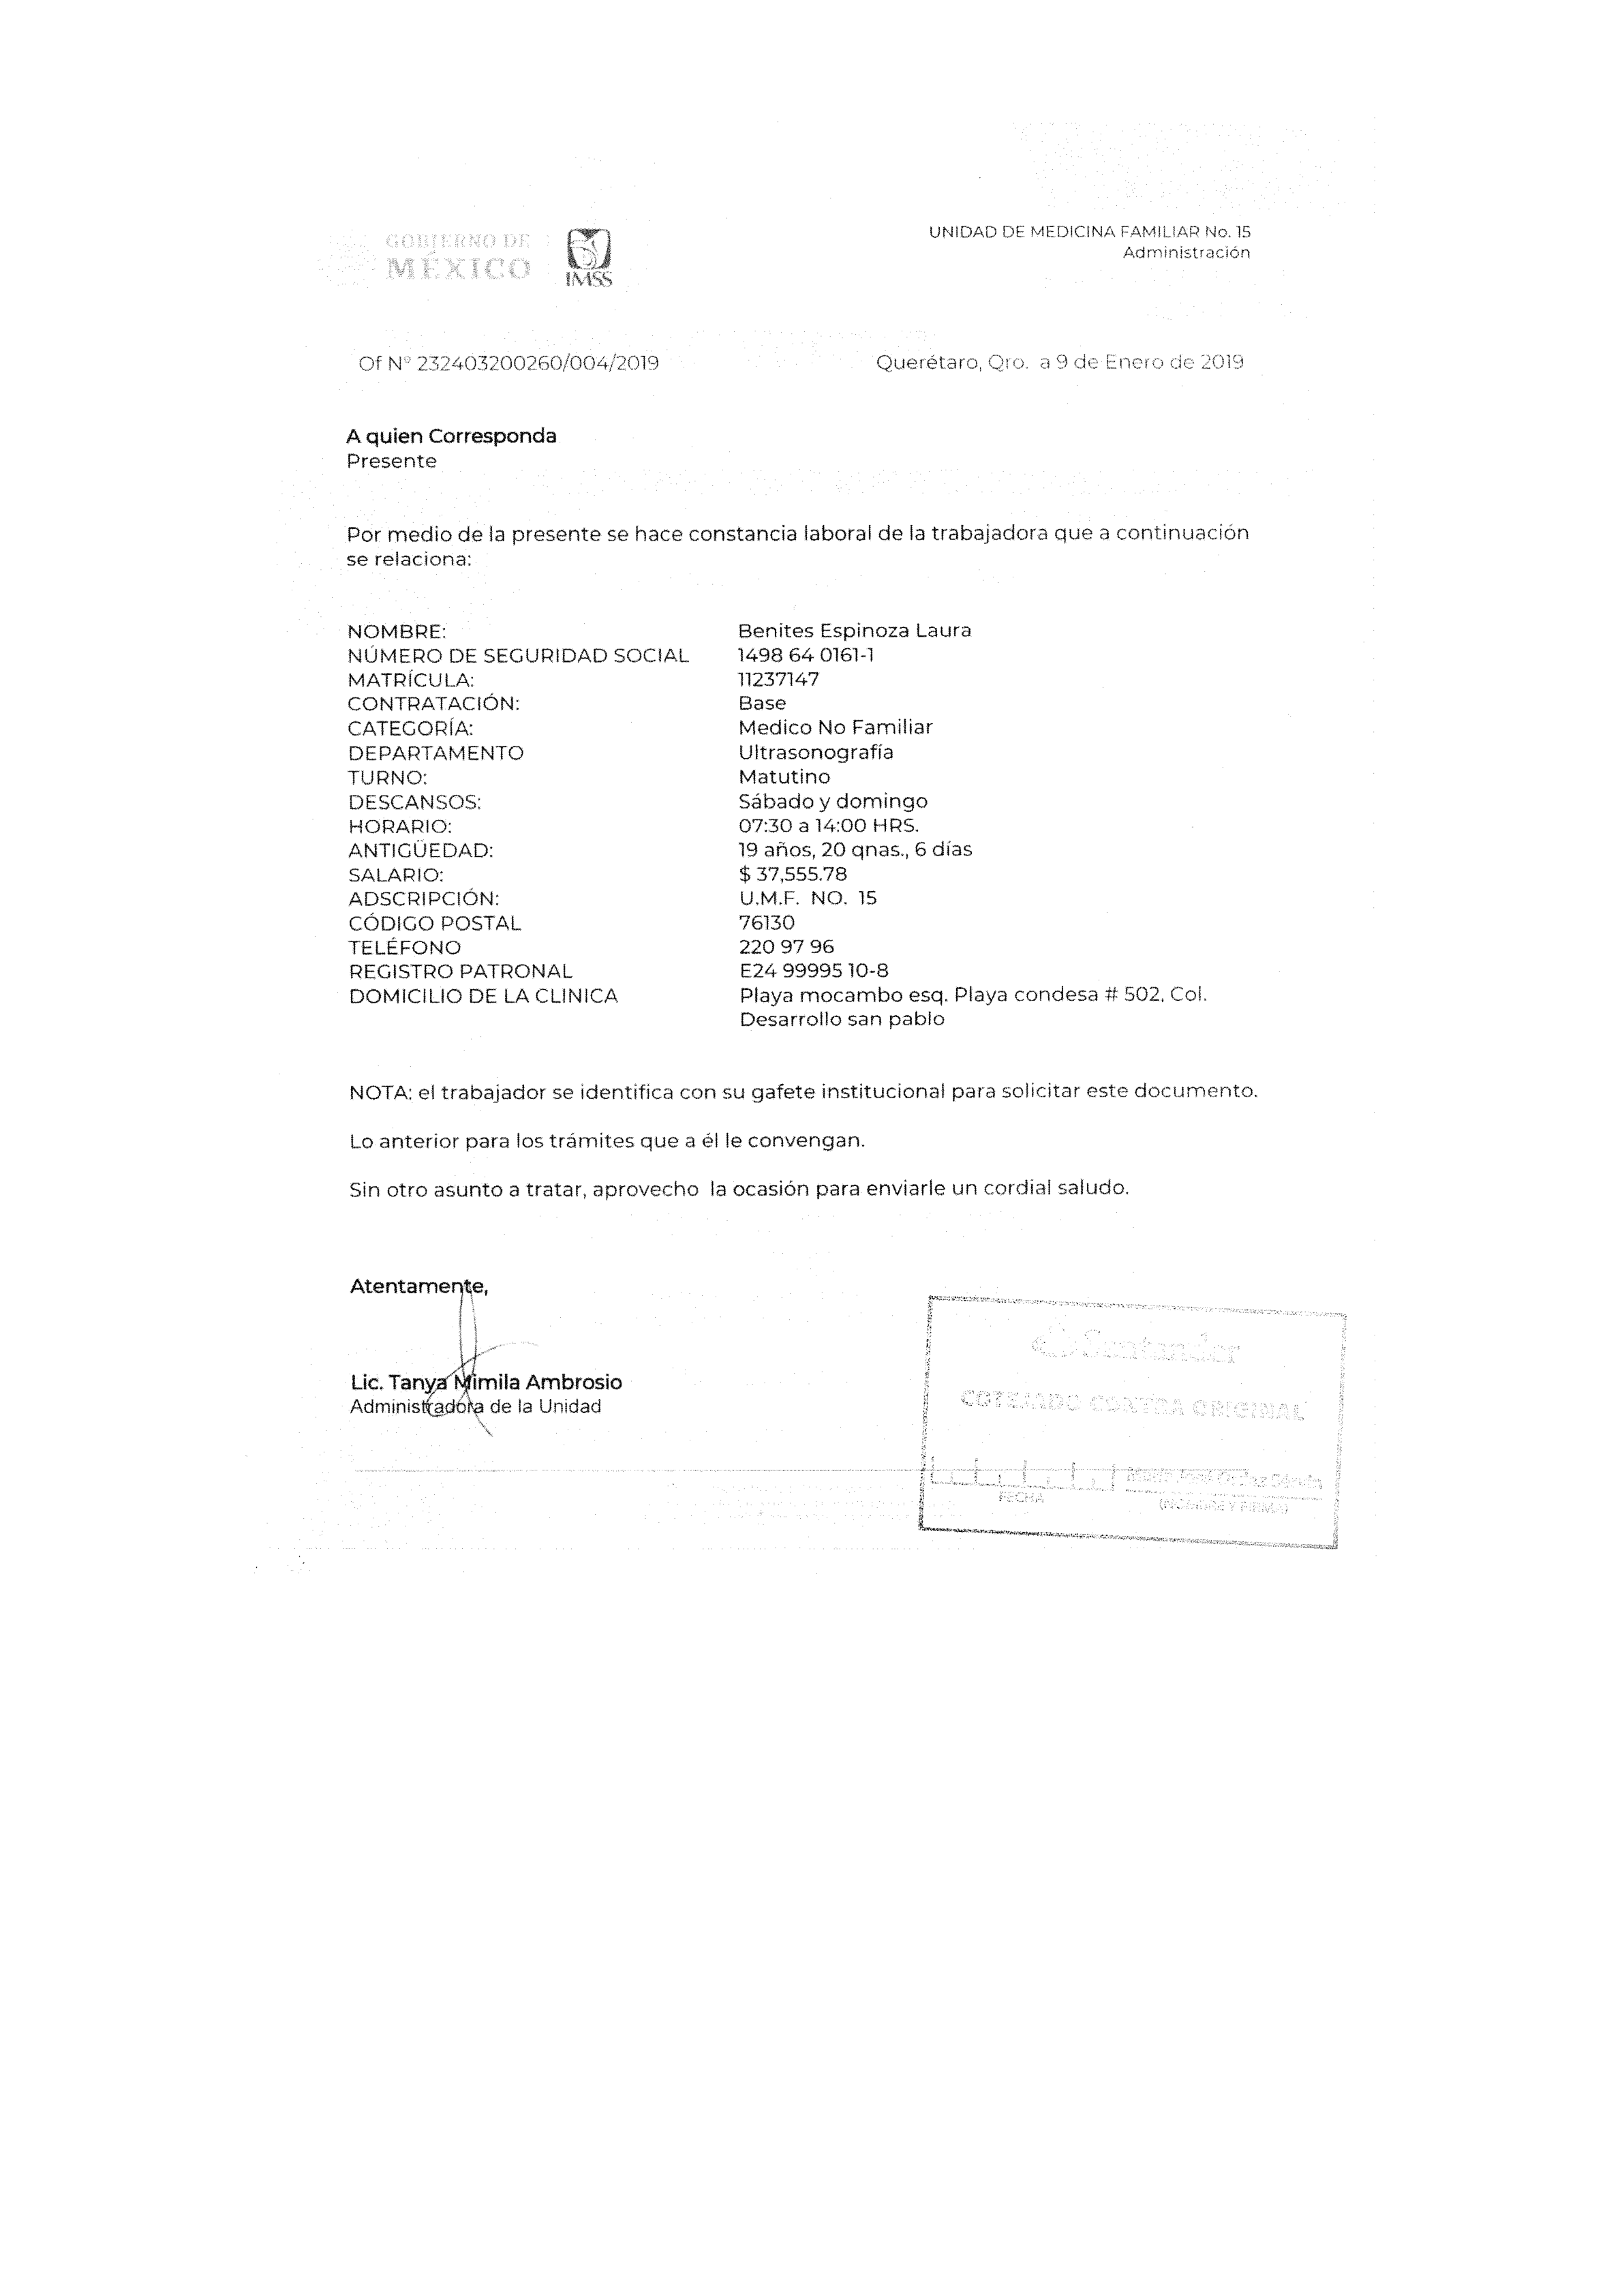 GOBIERNO DE
MÉXICO
IMSS
UNIDAD DE MEDICINA FAMILIAR No. 15
Administración
Of Nº 232403200260/004/2019
Querétaro, Qro. a 9 de Enero de 2019
A quien Corresponda
Presente
Por medio de la presente se hace constancia laboral de la trabajadora que a continuación
se relaciona:
NOMBRE: Benites Espinoza Laura
NÚMERO DE SEGURIDAD SOCIAL 1498 64 0161-1
MATRÍCULA: 11237147
CONTRATACIÓN: Base
CATEGORÍA: Medico No Familiar
DEPARTAMENTO Ultrasonografía
TURNO: Matutino
DESCANSOS: Sábado y domingo
HORARIO: 07:30 a 14:00 HRS.
ANTIGÜEDAD: 19 años, 20 qnas., 6 días
SALARIO: $ 37,555.78
ADSCRIPCIÓN: U.M.F. NO. 15
CÓDIGO POSTAL 76130
TELÉFONO 220 97 96
REGISTRO PATRONAL E24 99995 10-8
DOMICILIO DE LA CLINICA Playa mocambo esq. Playa condesa # 502, Col.
Desarrollo san pablo
NOTA: el trabajador se identifica con su gafete institucional para solicitar este documento.
Lo anterior para los trámites que a él le convengan.
Sin otro asunto a tratar, aprovecho la ocasión para enviarle un cordial saludo.
Atentamente,
Lic. Tanya Mimila Ambrosio
Administradora de la Unidad
Santander
COTEJADO CONTRA ORIGINAL
FECHA
(NOMBRE Y FIRMA)